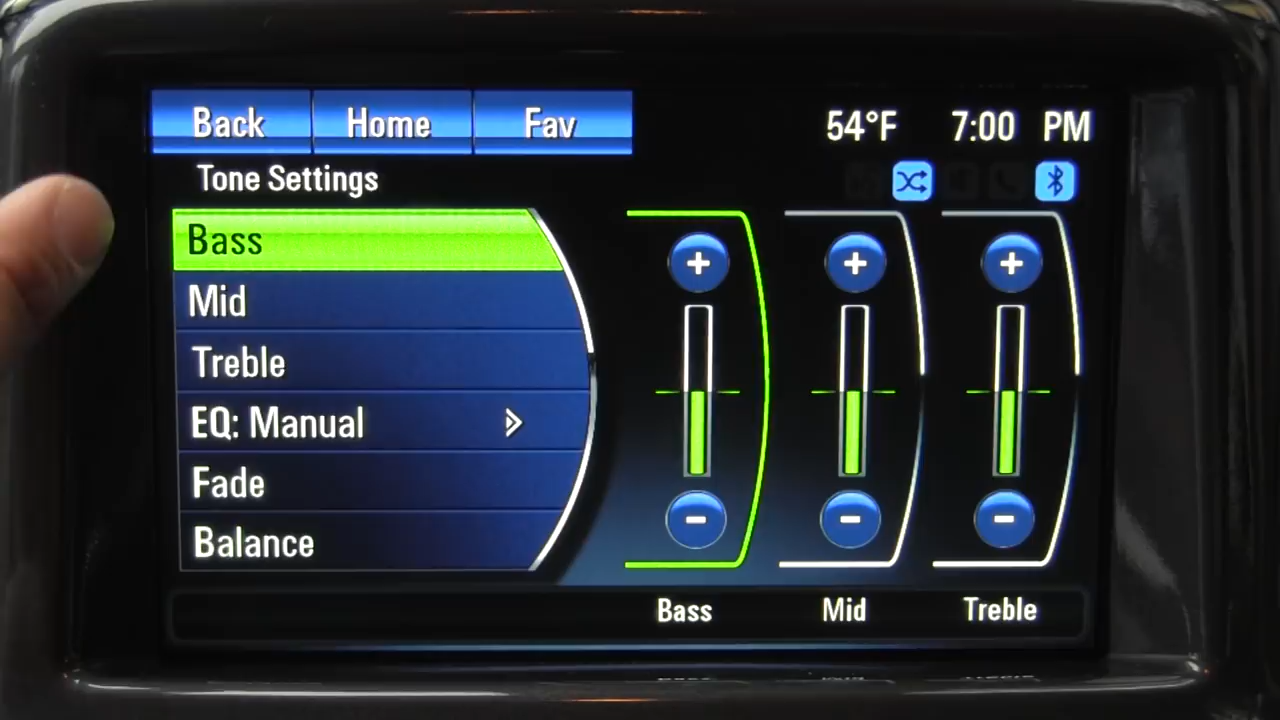 Back Home Fav 54°F 7:00 PM
Tone Settings
Bass
Mid
Treble
EQ: Manual
Fade
Balance
Bass Mid Treble